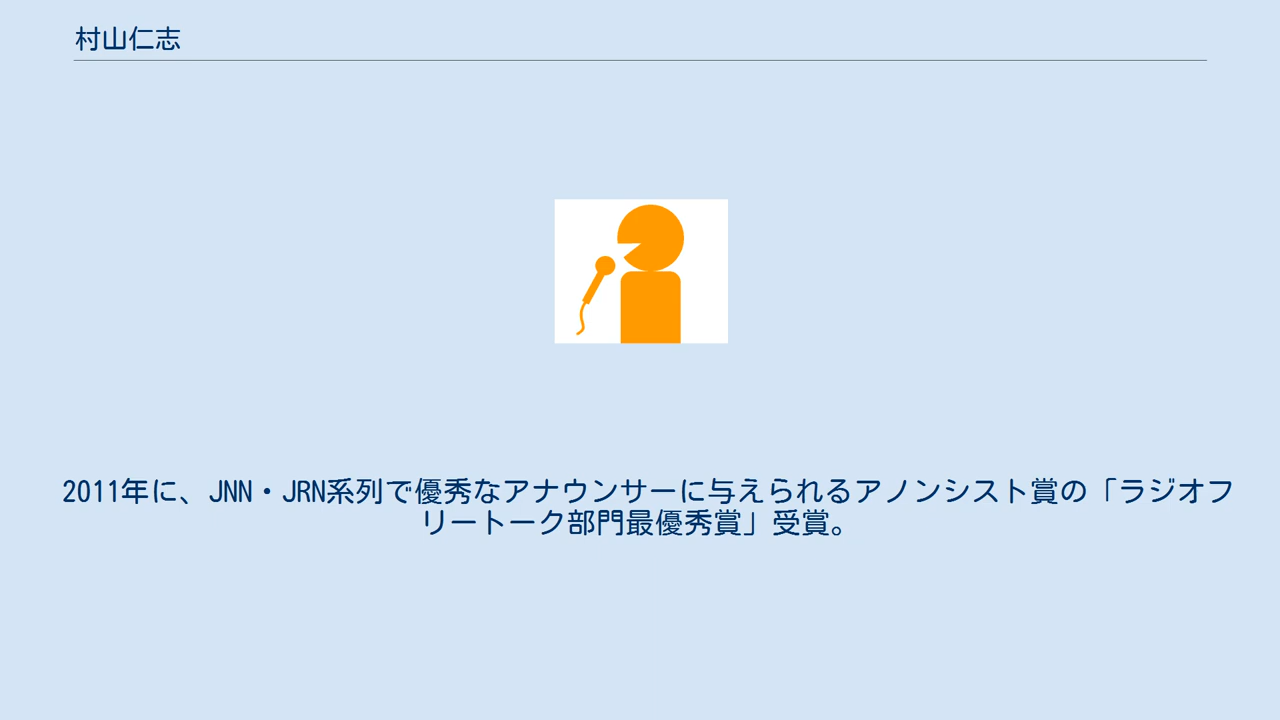 村山仁志
2011年に、JNN・JRN系列で優秀なアナウンサーに与えられるアノンシスト賞の「ラジオフ
リートーク部門最優秀賞」受賞。